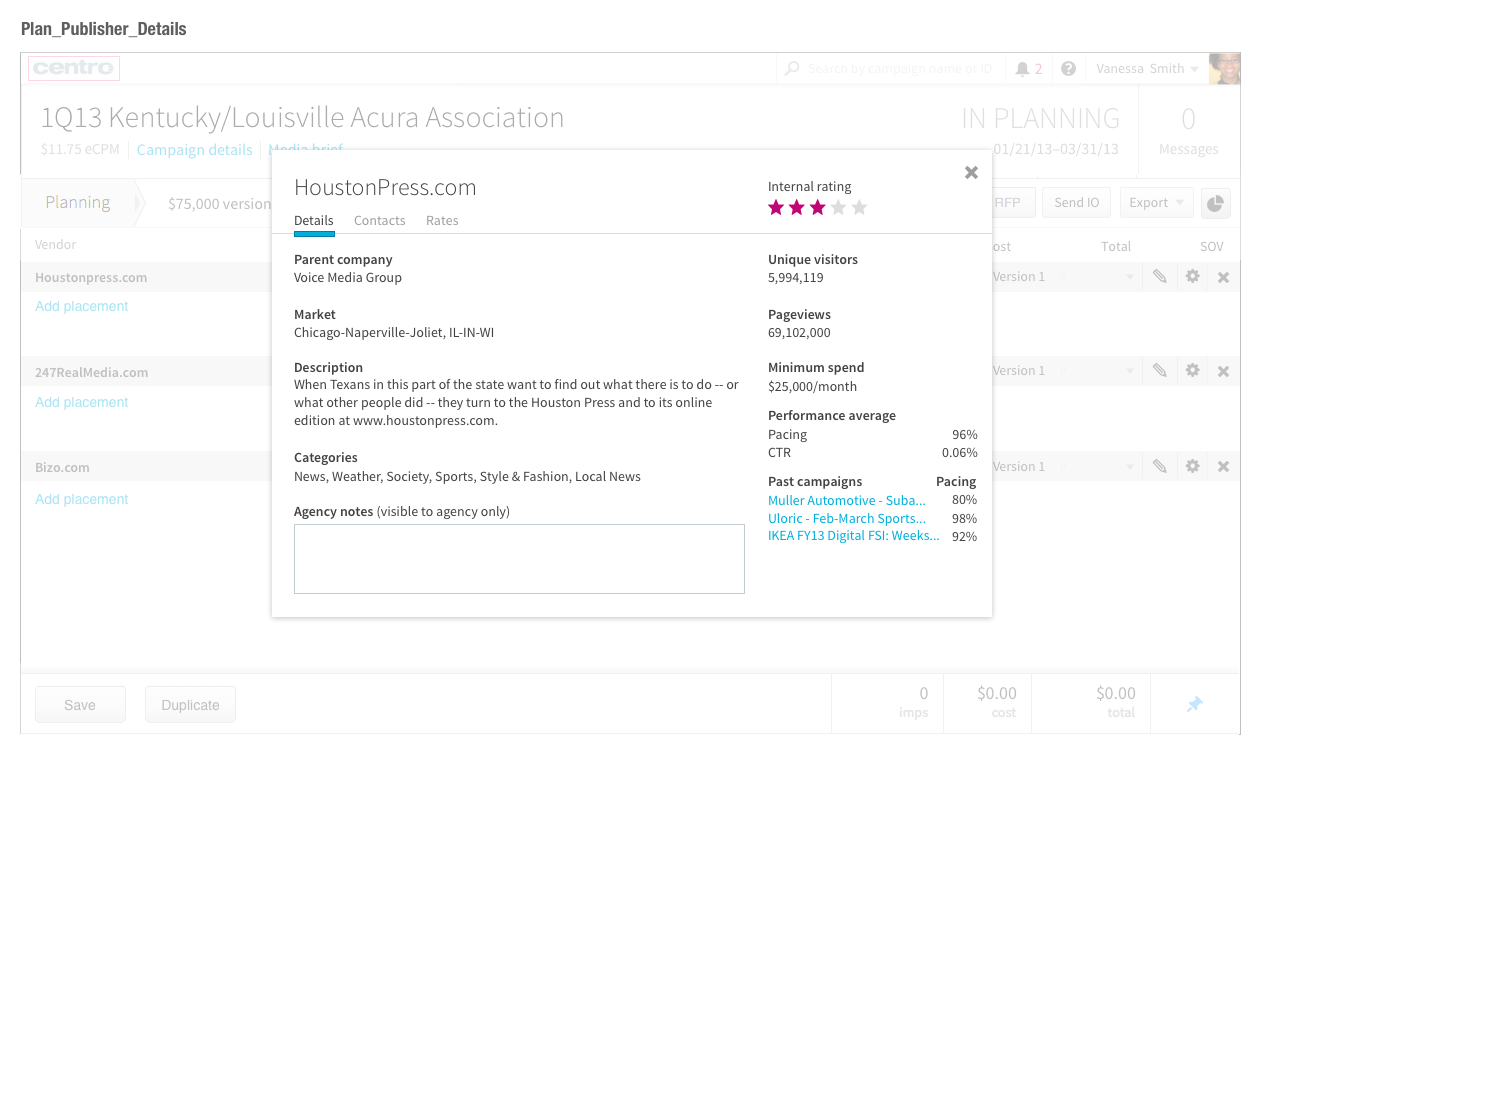 Plan_Publisher_Details
centro
Search by campaign name or IO
2
Vanessa Smith
1Q13 Kentucky/Louisville Acura Association
IN PLANNING
0
$11.75 eCPM
Campaign details
Media brief
01/21/13–03/31/13
Messages
Planning
$75,000 version
RFP
Send IO
Export
Vendor
ost
Total
SOV
Houstonpress.com
Version 1
Add placement
247RealMedia.com
Version 1
Add placement
Bizo.com
Version 1
Add placement
HoustonPress.com
Internal rating
Details
Contacts
Rates
Parent company
Voice Media Group
Market
Chicago-Naperville-Joliet, IL-IN-WI
Description
When Texans in this part of the state want to find out what there is to do -- or
what other people did -- they turn to the Houston Press and to its online
edition at www.houstonpress.com.
Categories
News, Weather, Society, Sports, Style & Fashion, Local News
Agency notes (visible to agency only)
Unique visitors
5,994,119
Pageviews
69,102,000
Minimum spend
$25,000/month
Performance average
Pacing 96%
CTR 0.06%
Past campaigns Pacing
Muller Automotive - Suba... 80%
Uloric - Feb-March Sports... 98%
IKEA FY13 Digital FSI: Weeks... 92%
Save
Duplicate
0
imps
$0.00
cost
$0.00
total